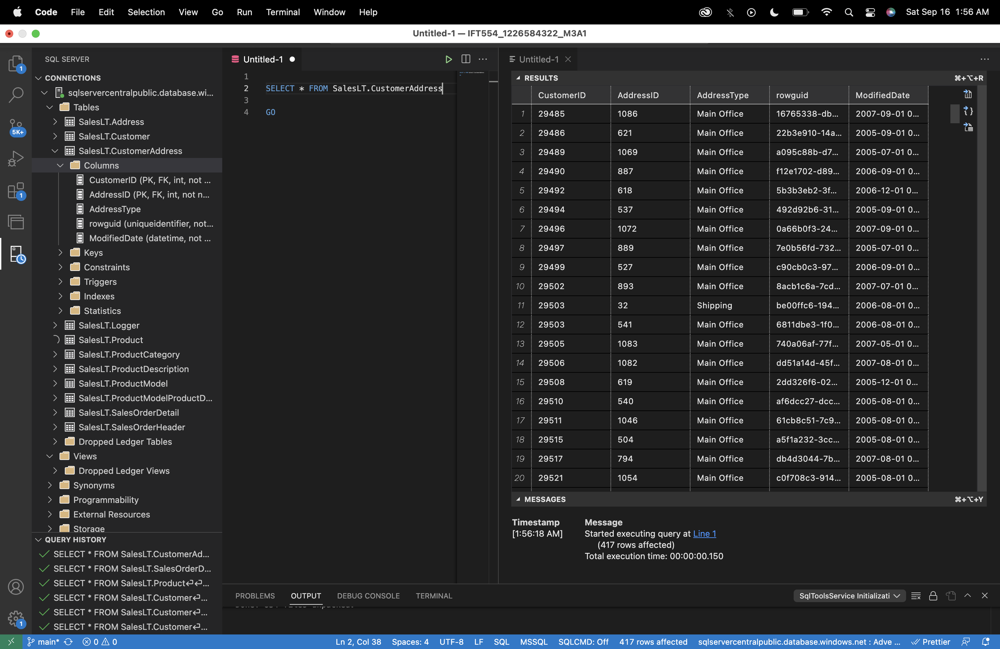 Code File Edit Selection View Go Run Terminal Window Help Sat Sep 16 1:56 AM
Untitled-1 — IFT554_1226584322_M3A1
1
5K+
1
1
SQL SERVER
CONNECTIONS
sqlservercentralpublic.database.wi...
Tables
SalesLT.Address
SalesLT.Customer
SalesLT.CustomerAddress
Columns
CustomerID (PK, FK, int, not ...
AddressID (PK, FK, int, not n...
AddressType
rowguid (uniqueidentifier, not...
ModifiedDate (datetime, not ...
Keys
Constraints
Triggers
Indexes
Statistics
SalesLT.Logger
SalesLT.Product
SalesLT.ProductCategory
SalesLT.ProductDescription
SalesLT.ProductModel
SalesLT.ProductModelProductD...
SalesLT.SalesOrderDetail
SalesLT.SalesOrderHeader
Dropped Ledger Tables
Views
Dropped Ledger Views
Synonyms
Programmability
External Resources
Storage
QUERY HISTORY
SELECT * FROM SalesLT.CustomerAd...
SELECT * FROM SalesLT.SalesOrderD...
SELECT * FROM SalesLT.Product↵↵...
SELECT * FROM SalesLT.Customer↵...
SELECT * FROM SalesLT.Customer↵...
SELECT * FROM SalesLT.Customer↵...
Untitled-1
1
2 SELECT * FROM SalesLT.CustomerAddress
3
4 GO
Untitled-1
RESULTS ⌘+⌥+R
CustomerID AddressID AddressType rowguid ModifiedDate
1 29485 1086 Main Office 16765338-db... 2007-09-01 0...
2 29486 621 Main Office 22b3e910-14a... 2005-09-01 0...
3 29489 1069 Main Office a095c88b-d7... 2005-07-01 0...
4 29490 887 Main Office f12e1702-d89... 2006-09-01 0...
5 29492 618 Main Office 5b3b3eb2-3f... 2006-12-01 0...
6 29494 537 Main Office 492d92b6-31... 2005-09-01 0...
7 29496 1072 Main Office 0a66b0f3-24... 2007-09-01 0...
8 29497 889 Main Office 7e0b56fd-732... 2005-07-01 0...
9 29499 527 Main Office c90cb0c3-97... 2006-09-01 0...
10 29502 893 Main Office 8acb1c6a-7cd... 2007-07-01 0...
11 29503 32 Shipping be00ffc6-194... 2006-08-01 0...
12 29503 541 Main Office 6811dbe3-1f0... 2006-08-01 0...
13 29505 1083 Main Office 740a06af-77f... 2007-05-01 0...
14 29506 1082 Main Office dd51a14d-45f... 2007-08-01 0...
15 29508 619 Main Office 2dd326f6-02... 2005-12-01 0...
16 29510 540 Main Office af6dcc27-dcc... 2005-08-01 0...
17 29511 1046 Main Office 61cb8c51-7c9... 2005-08-01 0...
18 29515 504 Main Office a5f1a232-3cc... 2005-08-01 0...
19 29517 794 Main Office db4d3044-7b... 2007-08-01 0...
20 29521 1054 Main Office c0f708c3-914... 2005-08-01 0...
MESSAGES ⌘+⌥+Y
Timestamp Message
[1:56:18 AM] Started executing query at Line 1
(417 rows affected)
Total execution time: 00:00:00.150
PROBLEMS OUTPUT DEBUG CONSOLE TERMINAL SqlToolsService Initializati
main* 0 0 Ln 2, Col 38 Spaces: 4 UTF-8 LF SQL MSSQL SQLCMD: Off 417 rows affected sqlservercentralpublic.database.windows.net : Adve ... Prettier